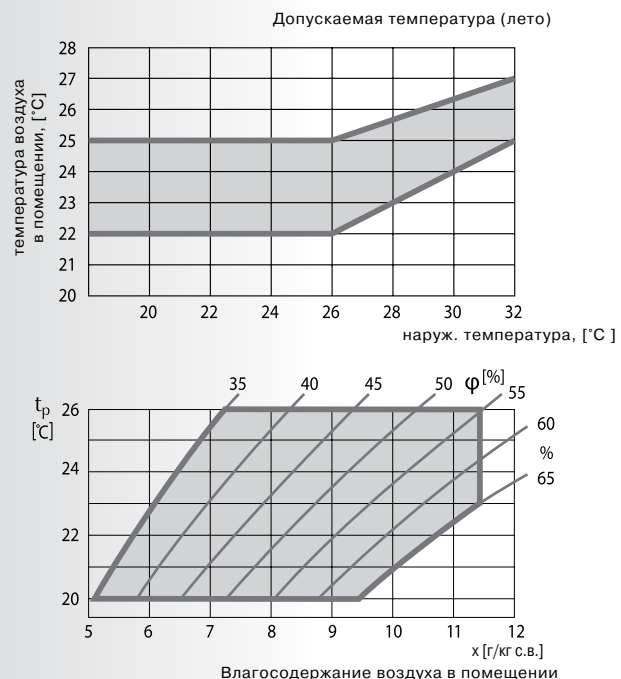 Допускаемая температура (лето)
температура воздуха
в помещении, [˚C]
28
27
26
25
24
23
22
21
20
20 22 24 26 28 30 32
наруж. температура, [˚C ]
35 40 45 50 φ [%] 55
60
%
65
tр
[˚C]
26
24
22
20
5 6 7 8 9 10 11 12
x [г/кг с.в.]
Влагосодержание воздуха в помещении